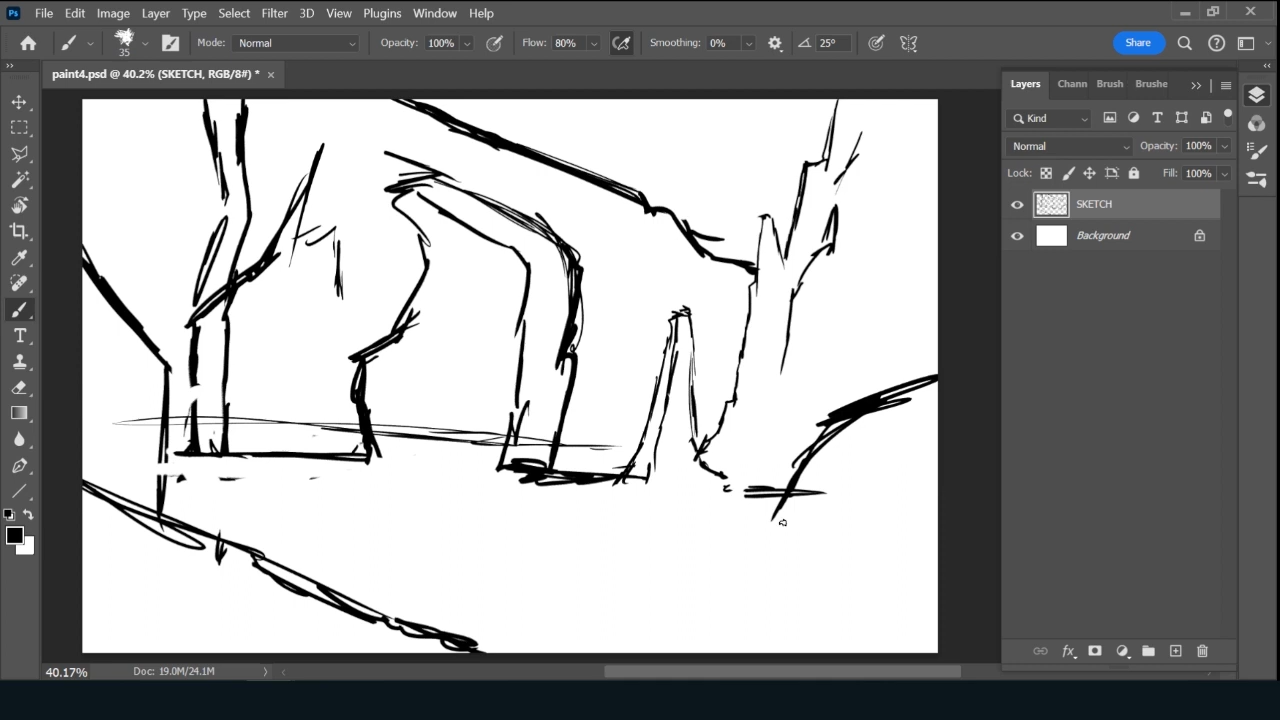 Ps File Edit Image Layer Type Select Filter 3D View Plugins Window Help
35 Mode: Normal Opacity: 100% Flow: 80% Smoothing: 0% 25° Share
paint4.psd @ 40.2% (SKETCH, RGB/8#) * ×
Layers Chann Brush Brushe
Kind
Normal Opacity: 100%
Lock: Fill: 100%
SKETCH
Background
40.17% Doc: 19.0M/24.1M